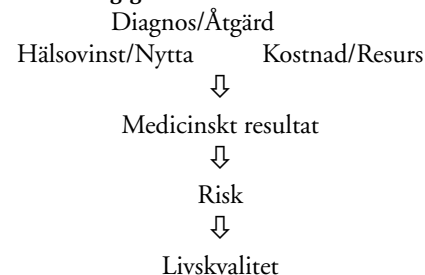 Diagnos/Åtgärd
Hälsovinst/Nytta Kostnad/Resurs
⇩
Medicinskt resultat
⇩
Risk
⇩
Livskvalitet